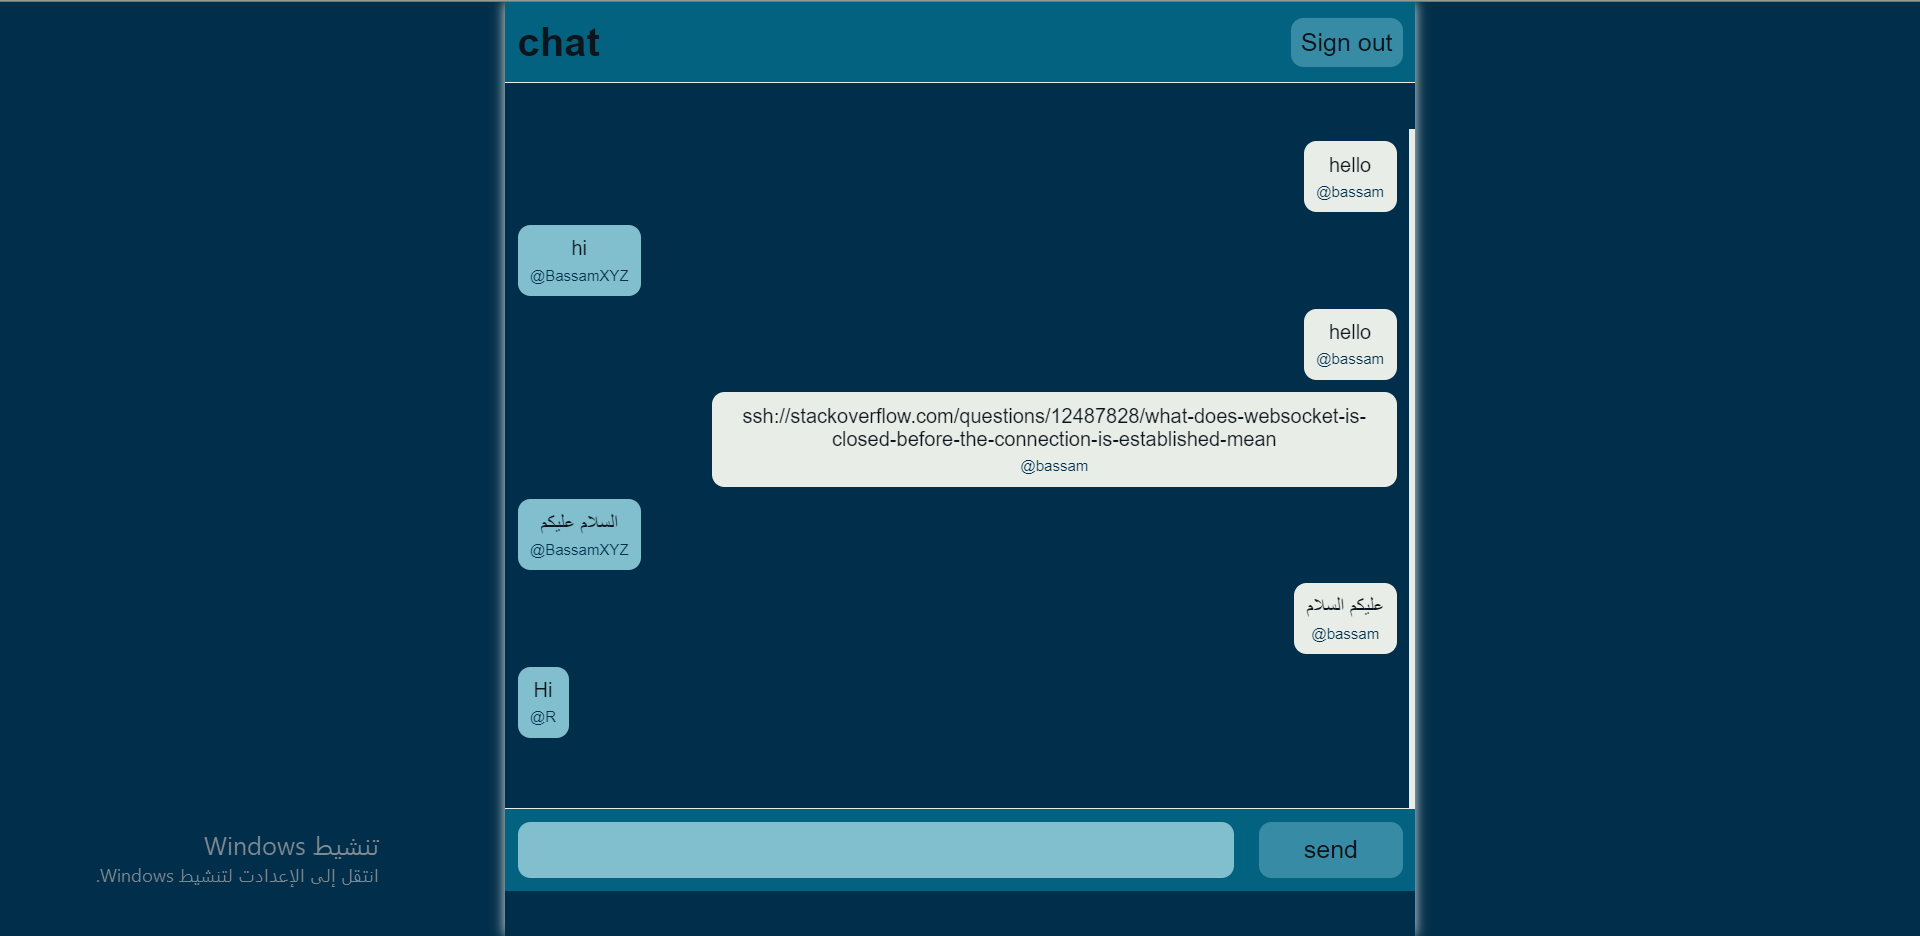 chat
Sign out
hello
@bassam
hi
@BassamXYZ
hello
@bassam
ssh://stackoverflow.com/questions/12487828/what-does-websocket-is-
closed-before-the-connection-is-established-mean
@bassam
السلام عليكم
@BassamXYZ
عليكم السلام
@bassam
Hi
@R
send
تنشيط Windows
انتقل إلى الإعدادت لتنشيط Windows.